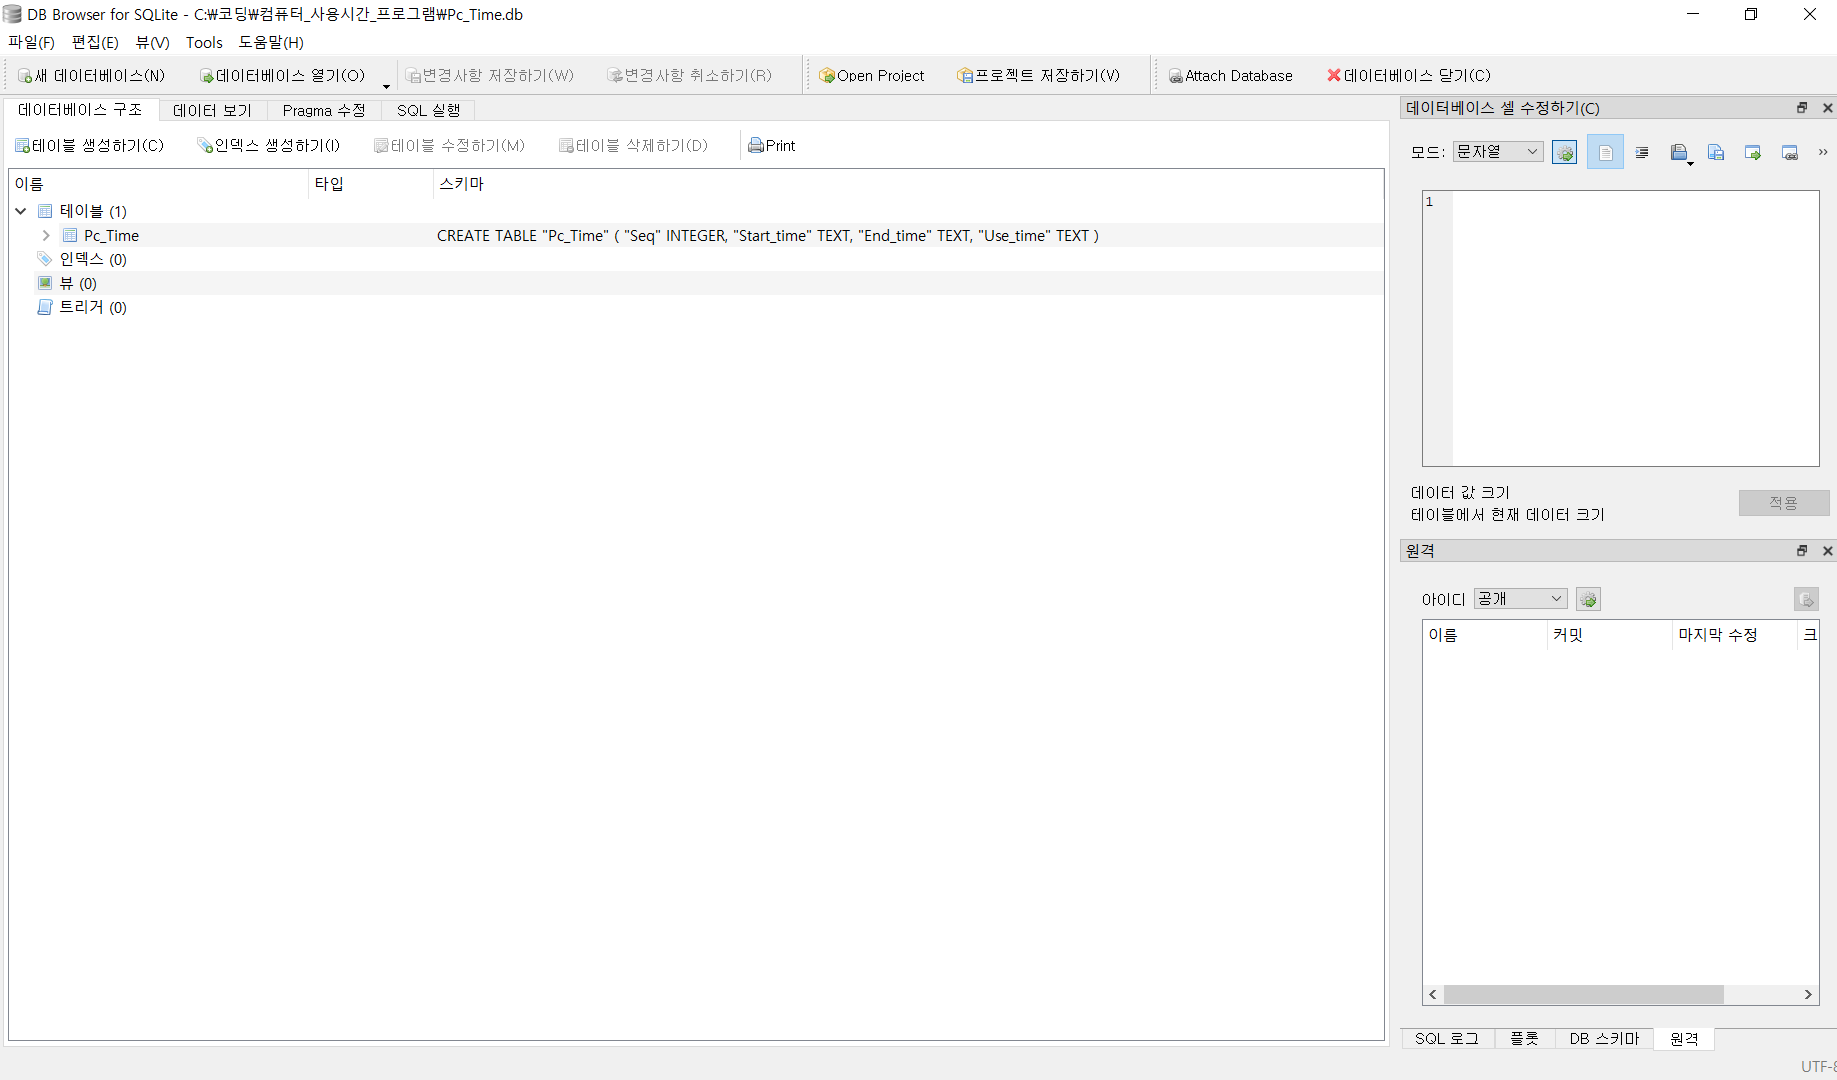 DB Browser for SQLite - C:₩코딩₩컴퓨터_사용시간_프로그램₩Pc_Time.db
파일(F) 편집(E) 뷰(V) Tools 도움말(H)
새 데이터베이스(N) 데이터베이스 열기(O) 변경사항 저장하기(W) 변경사항 취소하기(R) Open Project 프로젝트 저장하기(V) Attach Database 데이터베이스 닫기(C)
데이터베이스 구조 데이터 보기 Pragma 수정 SQL 실행
테이블 생성하기(C) 인덱스 생성하기(I) 테이블 수정하기(M) 테이블 삭제하기(D) Print
이름 타입 스키마
테이블 (1)
Pc_Time CREATE TABLE "Pc_Time" ( "Seq" INTEGER, "Start_time" TEXT, "End_time" TEXT, "Use_time" TEXT )
인덱스 (0)
뷰 (0)
트리거 (0)
데이터베이스 셀 수정하기(C)
모드: 문자열
1
데이터 값 크기
테이블에서 현재 데이터 크기
적용
원격
아이디 공개
이름 커밋 마지막 수정 크
SQL 로그 플롯 DB 스키마 원격
UTF-8